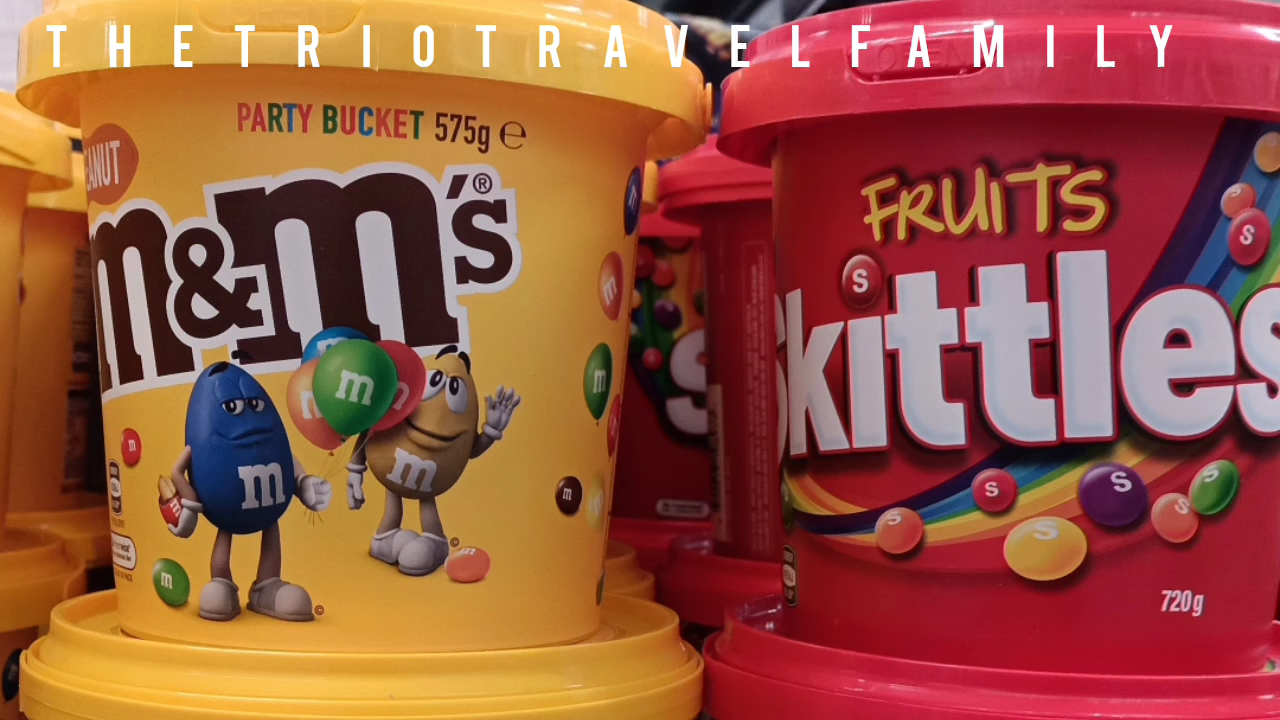 THETRIOTRAVELFAMILY
PARTY BUCKET 575g ℮
EANUT
m&m's®
m
m
m
m
m
FRUITS
Skittles
S
S
S
S
S
S
S
S
720g